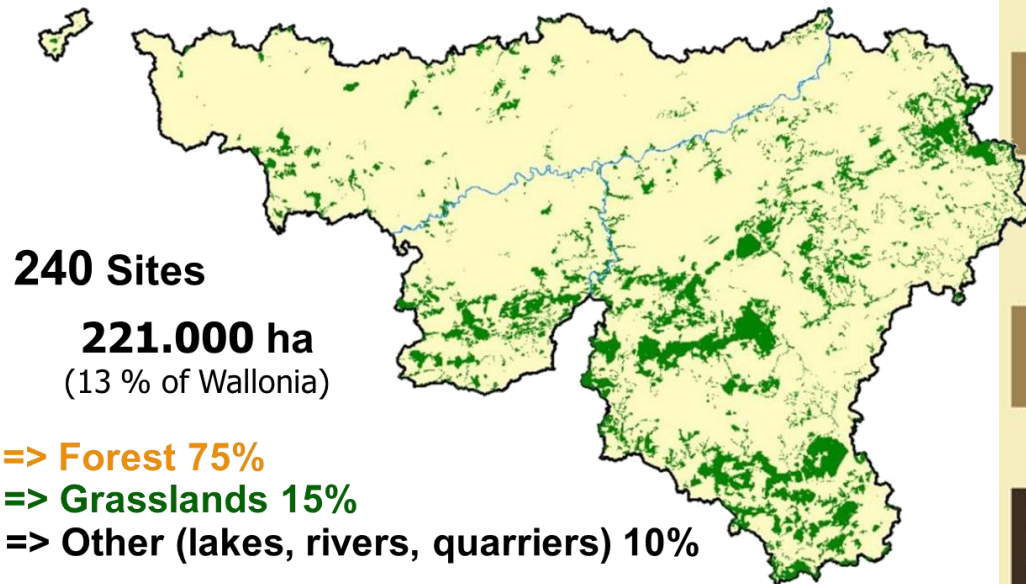 240 Sites
221.000 ha
(13 % of Wallonia)
=> Forest 75%
=> Grasslands 15%
=> Other (lakes, rivers, quarriers) 10%